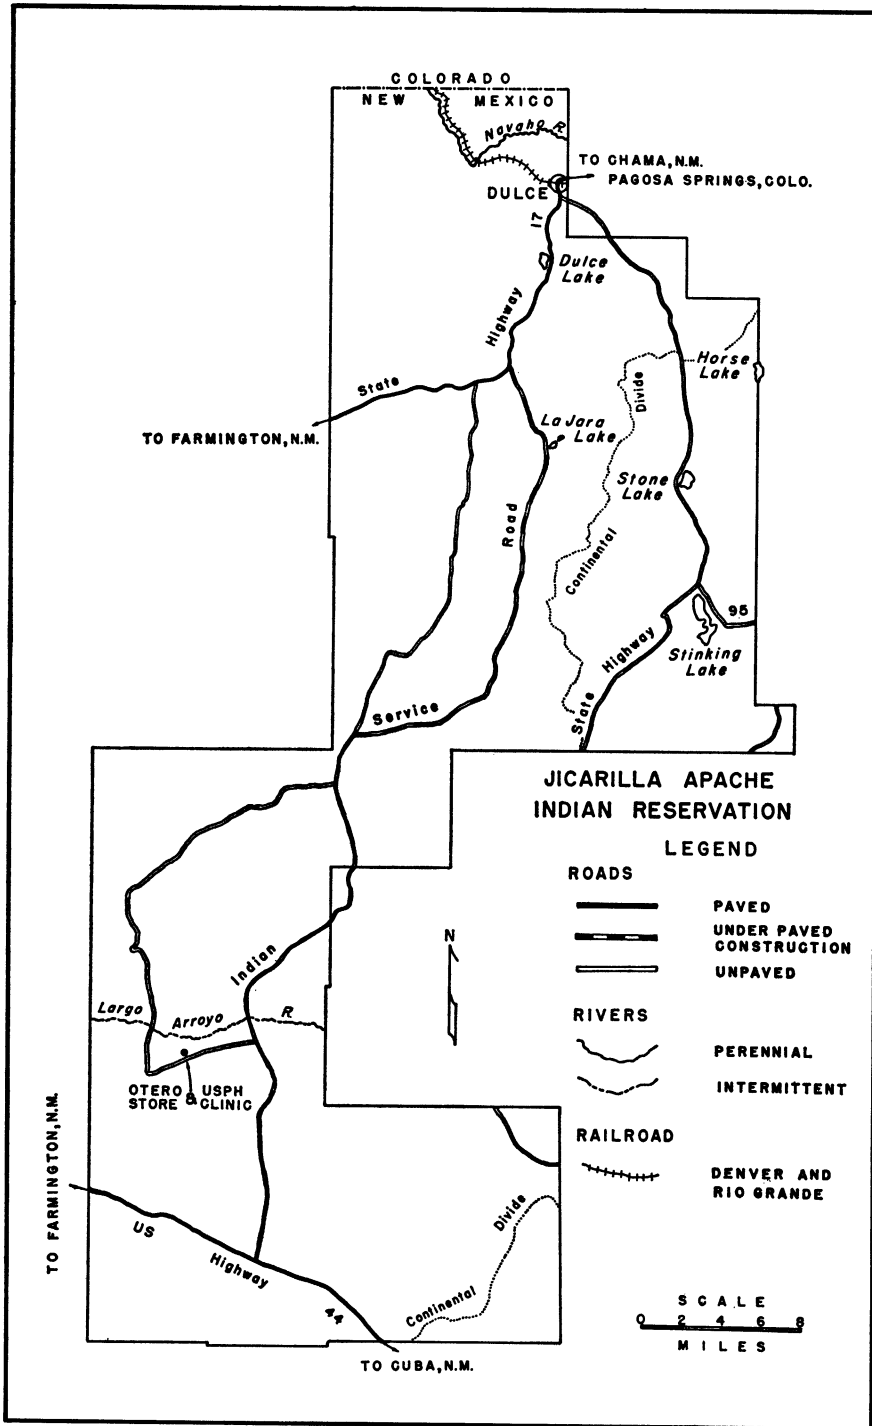 COLORADO
NEW MEXICO
Navaho R.
TO CHAMA, N.M.
PAGOSA SPRINGS, COLO.
DULCE
17
Dulce
Lake
Highway
State
TO FARMINGTON, N.M.
Horse
Lake
Divide
La Jara
Lake
Stone
Lake
Road
Continental
95
Highway
Stinking
Lake
State
Service
JICARILLA APACHE
INDIAN RESERVATION
LEGEND
ROADS
PAVED
UNDER PAVED
CONSTRUCTION
UNPAVED
N
Indian
Largo Arroyo R
RIVERS
PERENNIAL
INTERMITTENT
OTERO & USPH
STORE CLINIC
RAILROAD
DENVER AND
RIO GRANDE
TO FARMINGTON, N.M.
US
Highway
44
Divide
Continental
SCALE
0 2 4 6 8
MILES
TO CUBA, N.M.